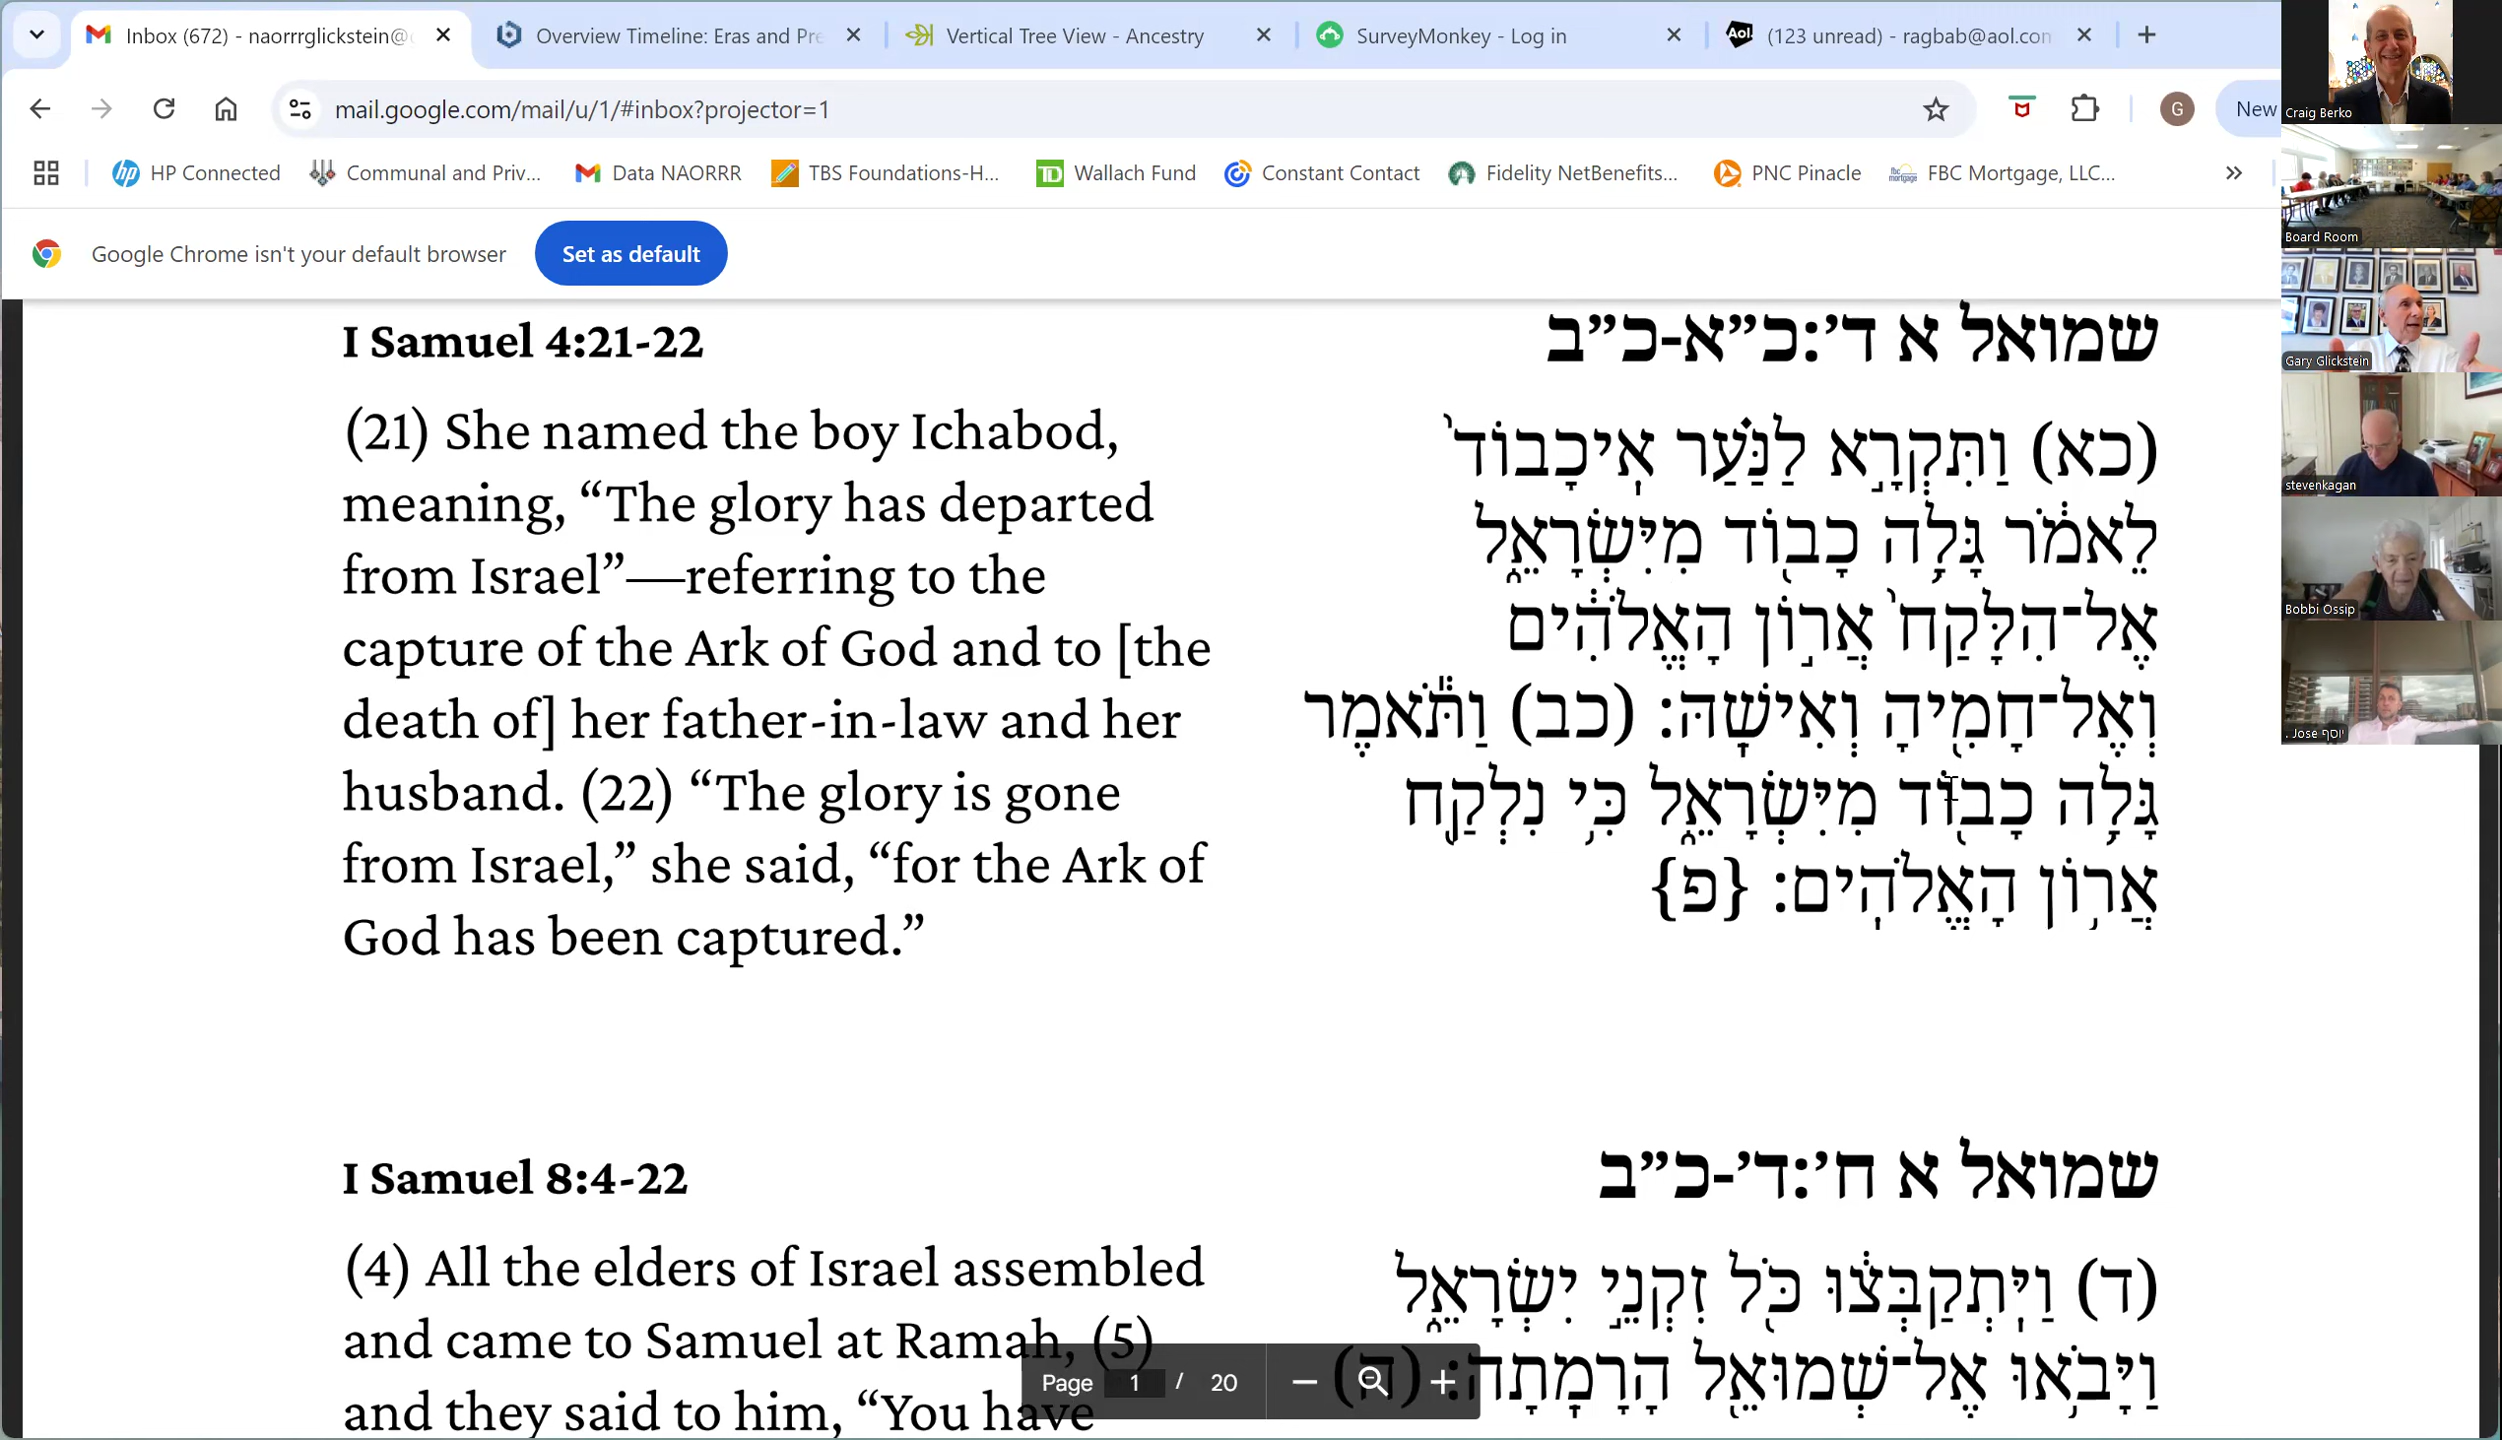 Inbox (672) - naorrrglickstein@
Overview Timeline: Eras and Pre
Vertical Tree View - Ancestry
SurveyMonkey - Log in
Aol.
(123 unread) - ragbab@aol.con
mail.google.com/mail/u/1/#inbox?projector=1
G
New
HP Connected
Communal and Priv...
Data NAORRR
TBS Foundations-H...
TD
Wallach Fund
Constant Contact
Fidelity NetBenefits...
PNC Pinacle
FBC Mortgage, LLC...
Google Chrome isn't your default browser
Set as default
I Samuel 4:21-22
(21) She named the boy Ichabod,
meaning, “The glory has departed
from Israel”—referring to the
capture of the Ark of God and to [the
death of] her father-in-law and her
husband. (22) “The glory is gone
from Israel,” she said, “for the Ark of
God has been captured.”
שמואל א ד׳:כ״א-כ״ב
(כא) וַתִּקְרָ֣א לַנַּ֗עַר אִֽיכָבוֹד֙
לֵאמֹ֔ר גָּלָ֥ה כָב֖וֹד מִיִּשְׂרָאֵ֑ל
אֶל־הִלָּקַח֙ אֲר֣וֹן הָאֱלֹהִ֔ים
וְאֶל־חָמִ֖יהָ וְאִישָֽׁהּ׃ (כב) וַתֹּ֕אמֶר
גָּלָ֥ה כָב֖וֹד מִיִּשְׂרָאֵ֑ל כִּ֥י נִלְקַ֖ח
אֲר֥וֹן הָאֱלֹהִֽים׃ {פ}
I Samuel 8:4-22
(4) All the elders of Israel assembled
and came to Samuel at Ramah, (5)
and they said to him, “You have
שמואל א ח׳:ד׳-כ״ב
(ד) וַיִּֽתְקַבְּצ֔וּ כֹּ֖ל זִקְנֵ֣י יִשְׂרָאֵ֑ל
וַיָּבֹ֥אוּ אֶל־שְׁמוּאֵ֖ל הָרָמָֽתָה׃ (ה)
Page 1 / 20
Craig Berko
Board Room
Gary Glickstein
stevenkagan
Bobbi Ossip
. Jose יוסף